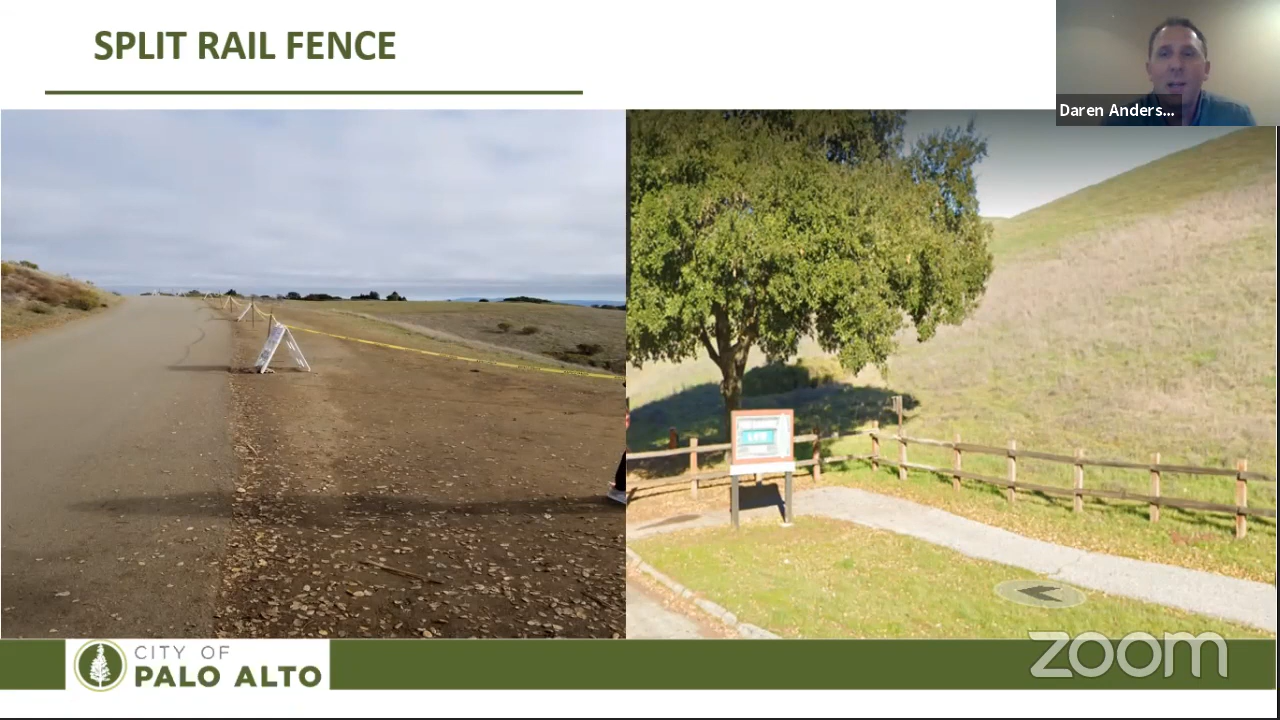 SPLIT RAIL FENCE
Daren Anders...
CITY OF
PALO ALTO
zoom